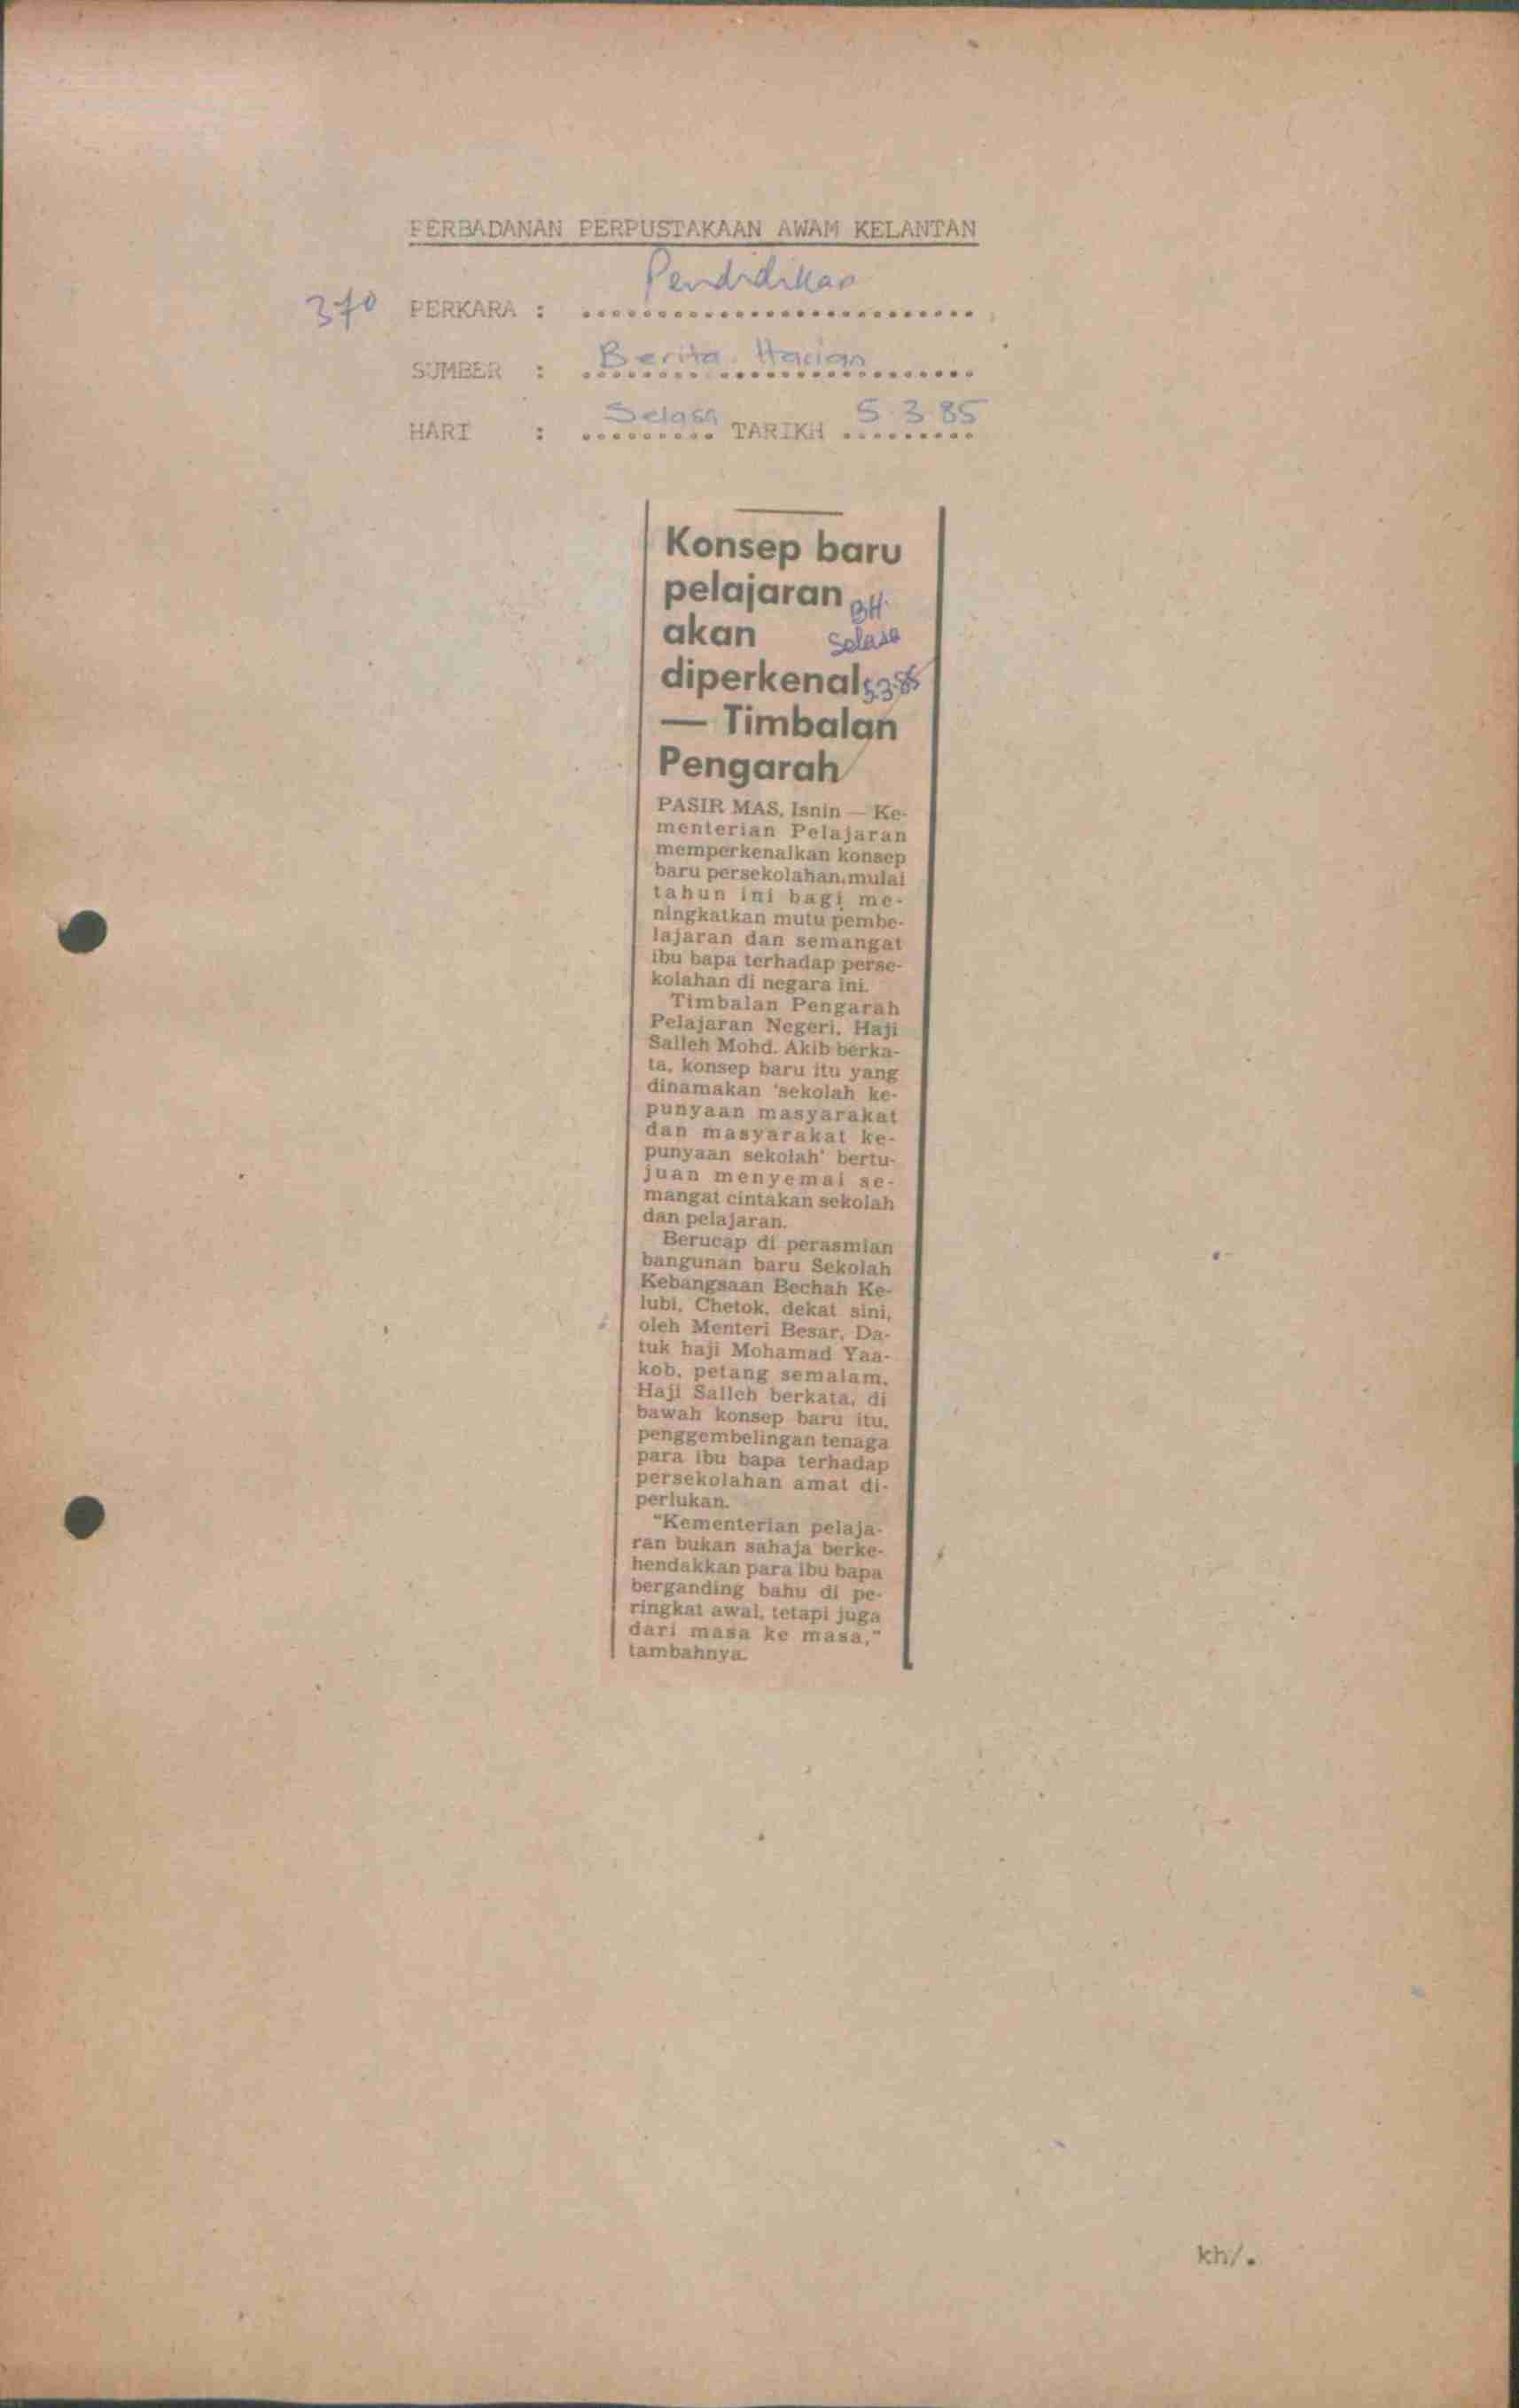 PERBADANAN PERPUSTAKAAN AWAM KELANTAN
Pendidikan
370 PERKARA : ..........................
SUMBER : Berita Harian
HARI : Selasa TARIKH 5.3.85
Konsep baru
pelajaran BH.
akan Selasa
diperkenal 5.3.85
— Timbalan
Pengarah
PASIR MAS, Isnin — Ke-
menterian Pelajaran
memperkenalkan konsep
baru persekolahan, mulai
tahun ini bagi me-
ningkatkan mutu pembe-
lajaran dan semangat
ibu bapa terhadap perse-
kolahan di negara ini.
Timbalan Pengarah
Pelajaran Negeri, Haji
Salleh Mohd. Akib berka-
ta, konsep baru itu yang
dinamakan 'sekolah ke-
punyaan masyarakat
dan masyarakat ke-
punyaan sekolah' bertu-
juan menyemai se-
mangat cintakan sekolah
dan pelajaran.
Berucap di perasmian
bangunan baru Sekolah
Kebangsaan Bechah Ke-
lubi, Chetok, dekat sini,
oleh Menteri Besar, Da-
tuk haji Mohamad Yaa-
kob, petang semalam,
Haji Salleh berkata, di
bawah konsep baru itu,
penggembelingan tenaga
para ibu bapa terhadap
persekolahan amat di-
perlukan.
"Kementerian pelaja-
ran bukan sahaja berke-
hendakkan para ibu bapa
berganding bahu di pe-
ringkat awal, tetapi juga
dari masa ke masa,"
tambahnya.
kh/.